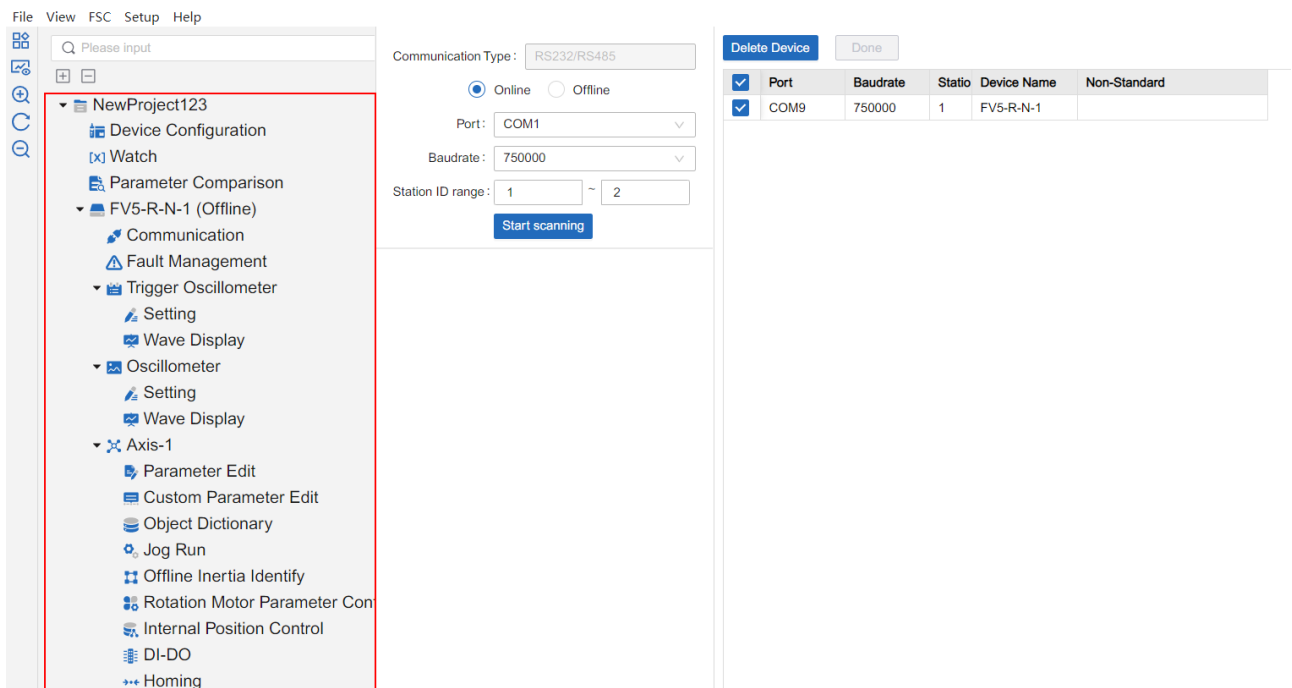 File View FSC Setup Help
Please input
NewProject123
Device Configuration
[x] Watch
Parameter Comparison
FV5-R-N-1 (Offline)
Communication
Fault Management
Trigger Oscillometer
Setting
Wave Display
Oscillometer
Setting
Wave Display
Axis-1
Parameter Edit
Custom Parameter Edit
Object Dictionary
Jog Run
Offline Inertia Identify
Rotation Motor Parameter Con
Internal Position Control
DI-DO
Homing
Communication Type : RS232/RS485
Online Offline
Port : COM1
Baudrate : 750000
Station ID range : 1 ~ 2
Start scanning
Delete Device Done
Port Baudrate Statio Device Name Non-Standard
COM9 750000 1 FV5-R-N-1